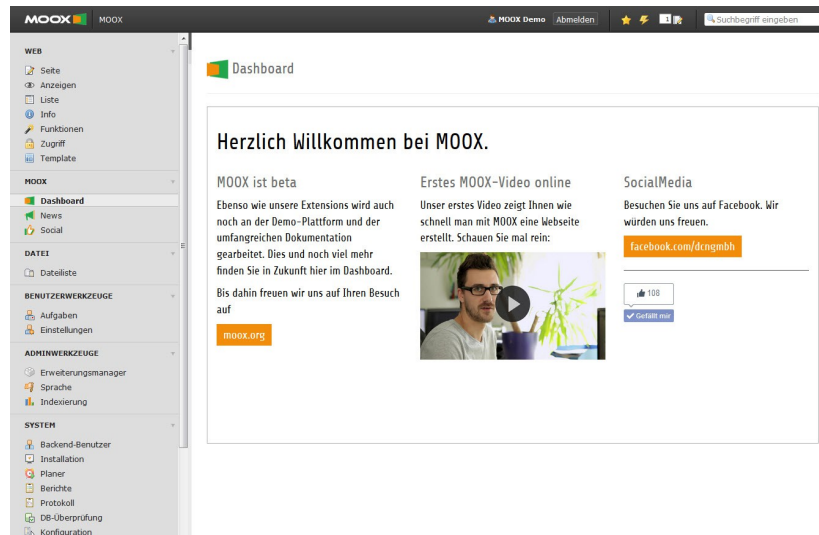 MOOX MOOX
MOOX Demo Abmelden 1 Suchbegriff eingeben
WEB
Seite
Anzeigen
Liste
Info
Funktionen
Zugriff
Template
MOOX
Dashboard
News
Social
DATEI
Dateiliste
BENUTZERWERKZEUGE
Aufgaben
Einstellungen
ADMINWERKZEUGE
Erweiterungsmanager
Sprache
Indexierung
SYSTEM
Backend-Benutzer
Installation
Planer
Berichte
Protokoll
DB-Überprüfung
Konfiguration
Dashboard
Herzlich Willkommen bei MOOX.
MOOX ist beta
Ebenso wie unsere Extensions wird auch
noch an der Demo-Plattform und der
umfangreichen Dokumentation
gearbeitet. Dies und noch viel mehr
finden Sie in Zukunft hier im Dashboard.
Bis dahin freuen wir uns auf Ihren Besuch
auf
moox.org
Erstes MOOX-Video online
Unser erstes Video zeigt Ihnen wie
schnell man mit MOOX eine Webseite
erstellt. Schauen Sie mal rein:
SocialMedia
Besuchen Sie uns auf Facebook. Wir
würden uns freuen.
facebook.com/dcngmbh
108
Gefällt mir